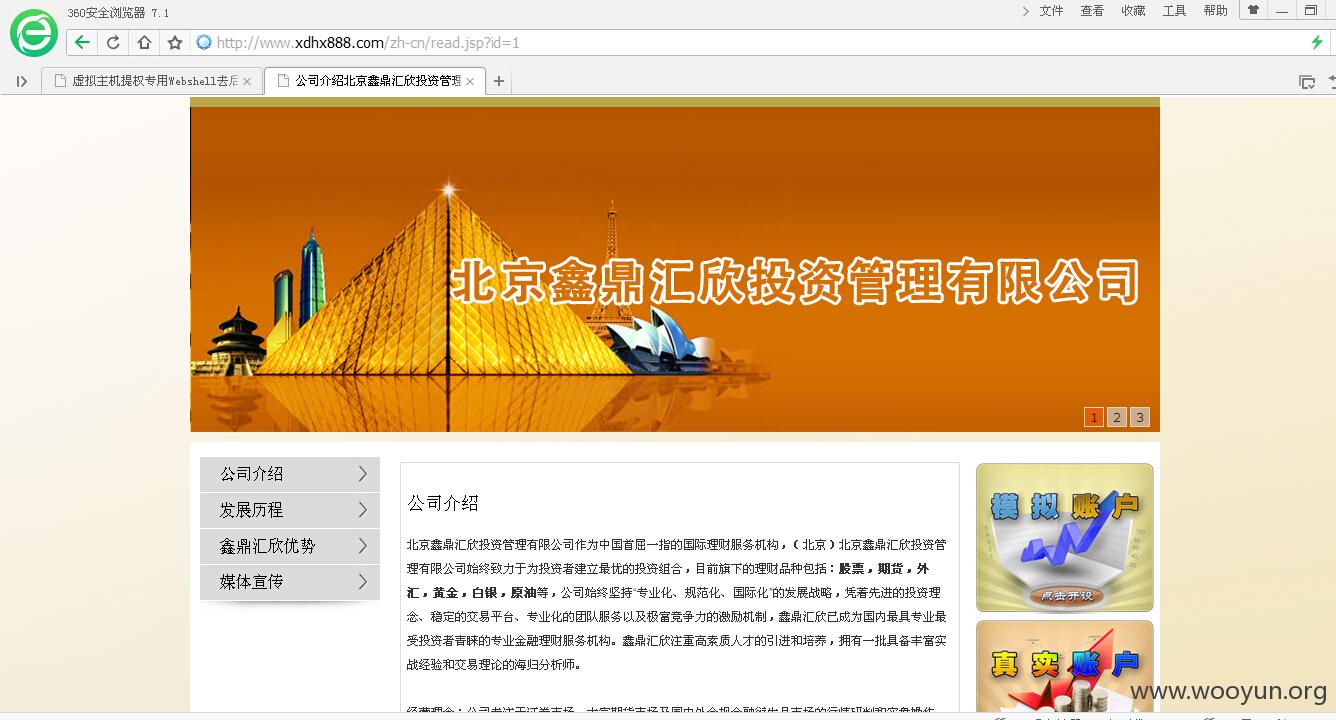 360安全浏览器 7.1
文件 查看 收藏 工具 帮助
http://www.xdhx888.com/zh-cn/read.jsp?id=1
虚拟主机提权专用Webshell去后
公司介绍北京鑫鼎汇欣投资管理
北京鑫鼎汇欣投资管理有限公司
1 2 3
公司介绍
发展历程
鑫鼎汇欣优势
媒体宣传
公司介绍
北京鑫鼎汇欣投资管理有限公司作为中国首屈一指的国际理财服务机构，（北京）北京鑫鼎汇欣投资管
理有限公司始终致力于为投资者建立最优的投资组合，目前旗下的理财品种包括：股票，期货，外
汇，黄金，白银，原油等，公司始终坚持“专业化、规范化、国际化”的发展战略，凭着先进的投资理
念、稳定的交易平台、专业化的团队服务以及极富竞争力的激励机制，鑫鼎汇欣已成为国内最具专业最
受投资者青睐的专业金融理财服务机构。鑫鼎汇欣注重高素质人才的引进和培养，拥有一批具备丰富实
战经验和交易理论的海归分析师。
模拟账户
点击开设
真实账户
www.wooyun.org